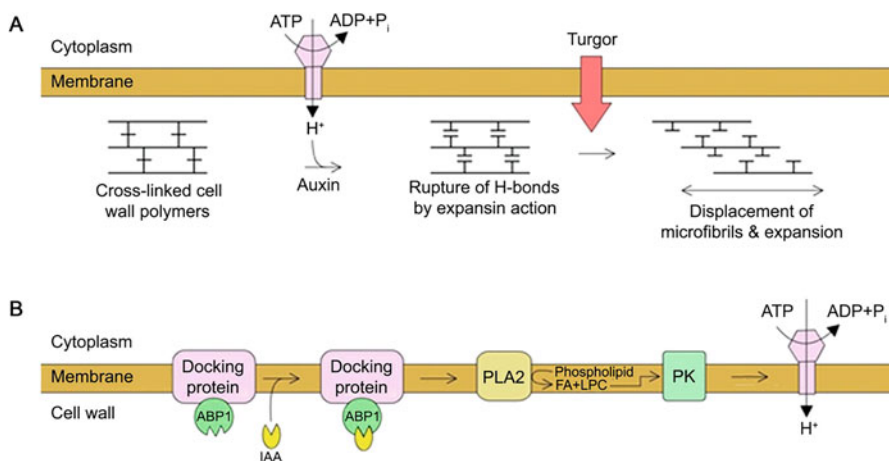 A
ATP
ADP+Pi
Cytoplasm
Turgor
Membrane
H+
Auxin
Cross-linked cell
wall polymers
Rupture of H-bonds
by expansin action
Displacement of
microfibrils & expansion
B
ATP
ADP+Pi
Cytoplasm
Membrane
Cell wall
Docking
protein
ABP1
IAA
Docking
protein
ABP1
PLA2
Phospholipid
FA+LPC
PK
H+